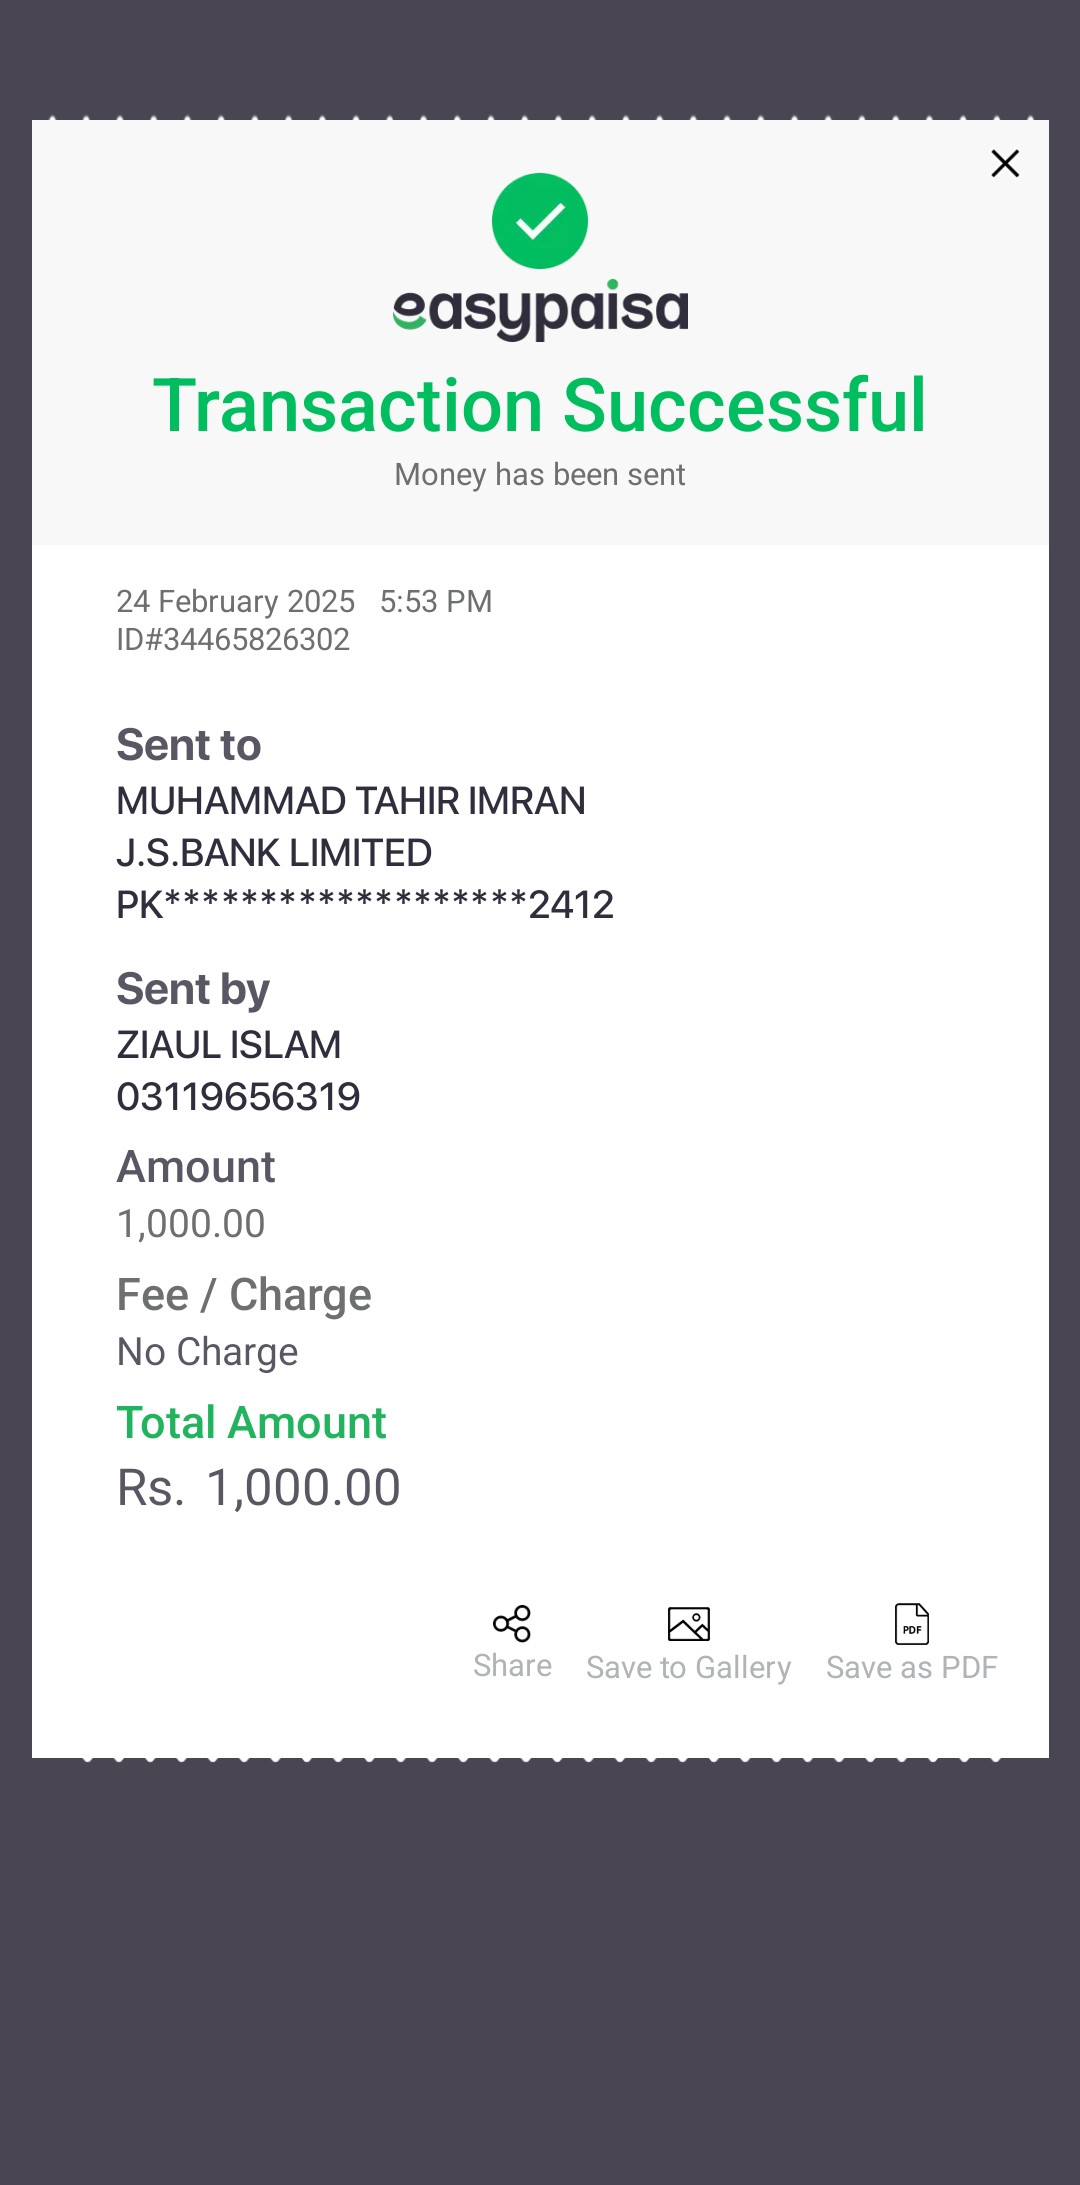 easypaisa
Transaction Successful
Money has been sent
24 February 2025 5:53 PM
ID#34465826302
Sent to
MUHAMMAD TAHIR IMRAN
J.S.BANK LIMITED
PK*******************2412
Sent by
ZIAUL ISLAM
03119656319
Amount
1,000.00
Fee / Charge
No Charge
Total Amount
Rs. 1,000.00
PDF
Share Save to Gallery Save as PDF